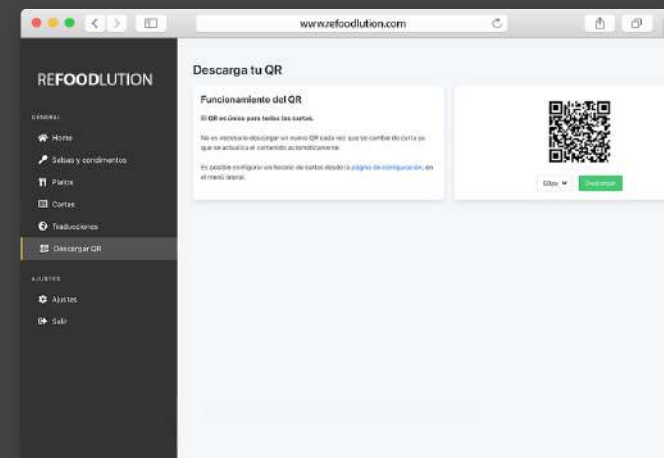 www.refoodlution.com
REFOODLUTION
GENERAL
Home
Salsas y condimentos
Platos
Cartas
Traducciones
Descargar QR
AJUSTES
Ajustes
Salir
Descarga tu QR
Funcionamiento del QR
El QR es único para todas las cartas.
No es necesario descargar un nuevo QR cada vez que se cambie de carta ya
que se actualiza el contenido automáticamente.
Es posible configurar un horario de cartas desde la página de configuración, en
el menú lateral.
Descargar